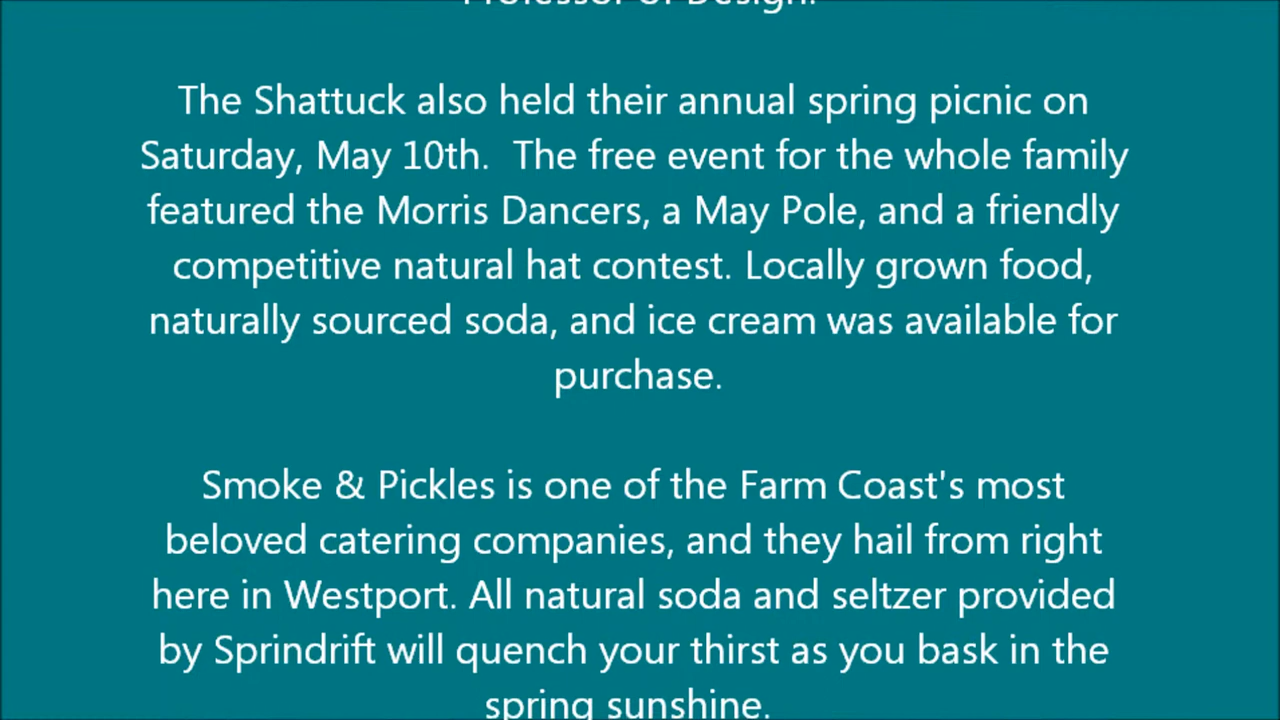 Professor of Design.
The Shattuck also held their annual spring picnic on
Saturday, May 10th.  The free event for the whole family
featured the Morris Dancers, a May Pole, and a friendly
competitive natural hat contest. Locally grown food,
naturally sourced soda, and ice cream was available for
purchase.
Smoke & Pickles is one of the Farm Coast's most
beloved catering companies, and they hail from right
here in Westport. All natural soda and seltzer provided
by Sprindrift will quench your thirst as you bask in the
spring sunshine.